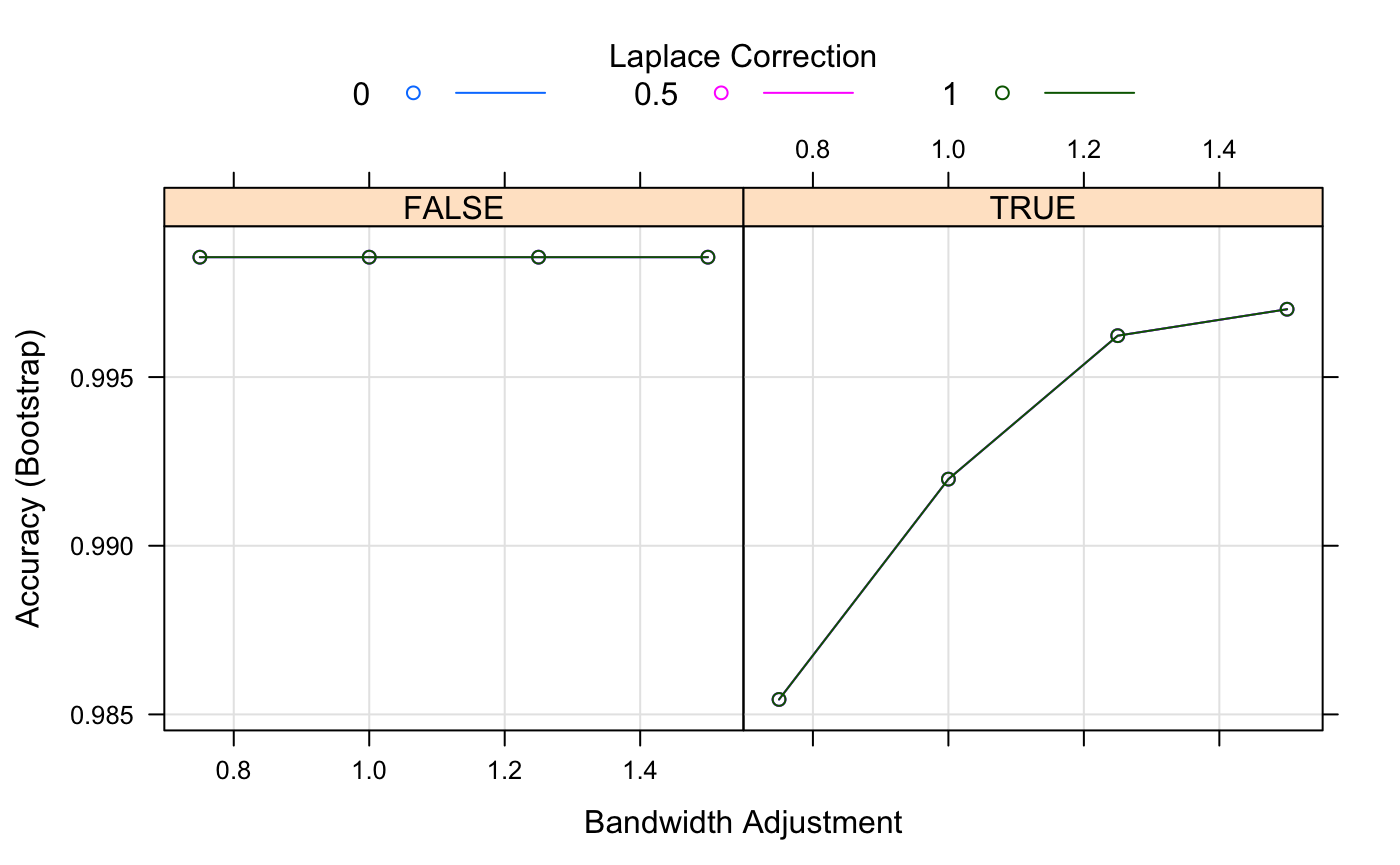 Laplace Correction
0 0.5 1
0.8 1.0 1.2 1.4
FALSE TRUE
Accuracy (Bootstrap)
0.995
0.990
0.985
0.8 1.0 1.2 1.4
Bandwidth Adjustment